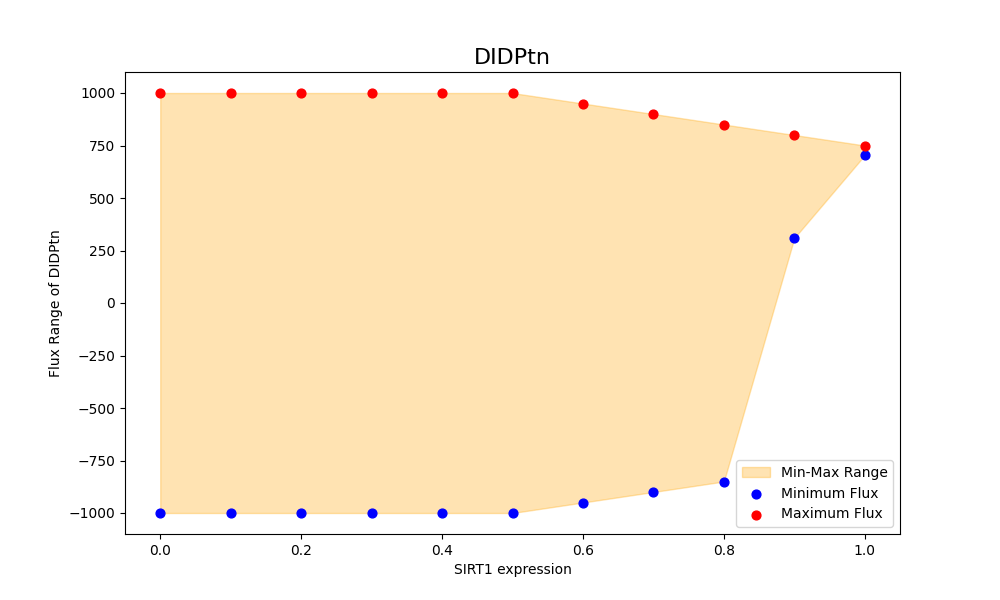 DIDPtn
1000
750
500
250
0
−250
−500
−750
−1000
Flux Range of DIDPtn
Min-Max Range
Minimum Flux
Maximum Flux
0.0 0.2 0.4 0.6 0.8 1.0
SIRT1 expression